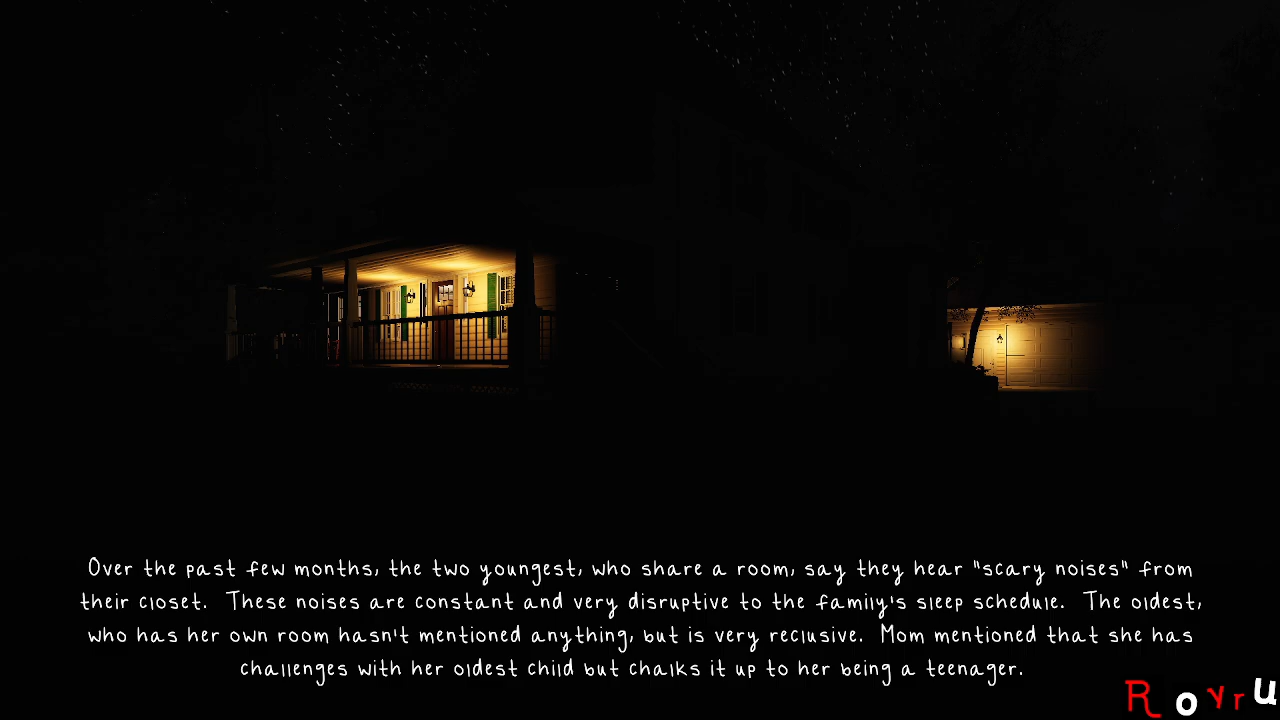 Over the past few months, the two youngest, who share a room, say they hear "scary noises" from
their closet. These noises are constant and very disruptive to the family's sleep schedule. The oldest,
who has her own room hasn't mentioned anything, but is very reclusive. Mom mentioned that she has
challenges with her oldest child but chalks it up to her being a teenager.